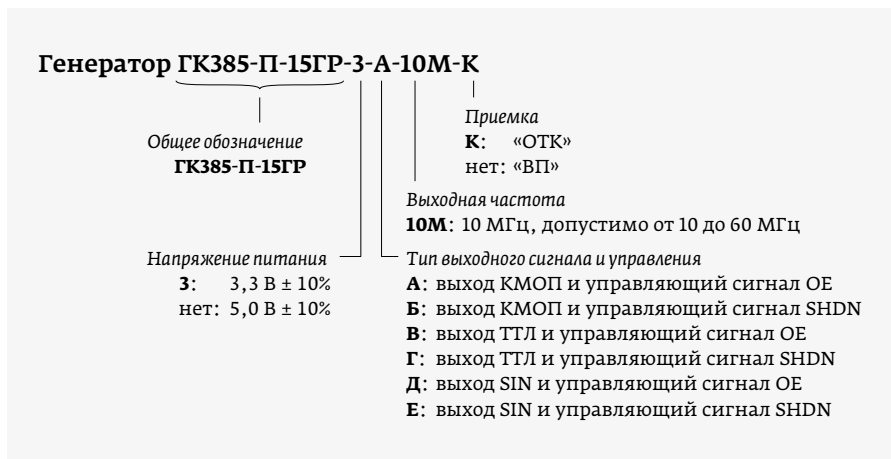 Генератор ГК385-П-15ГР-3-А-10М-К
Приемка
К: «ОТК»
нет: «ВП»
Общее обозначение
ГК385-П-15ГР
Выходная частота
10М: 10 МГц, допустимо от 10 до 60 МГц
Напряжение питания
3: 3,3 В ± 10%
нет: 5,0 В ± 10%
Тип выходного сигнала и управления
А: выход КМОП и управляющий сигнал OE
Б: выход КМОП и управляющий сигнал SHDN
В: выход ТТЛ и управляющий сигнал OE
Г: выход ТТЛ и управляющий сигнал SHDN
Д: выход SIN и управляющий сигнал OE
Е: выход SIN и управляющий сигнал SHDN